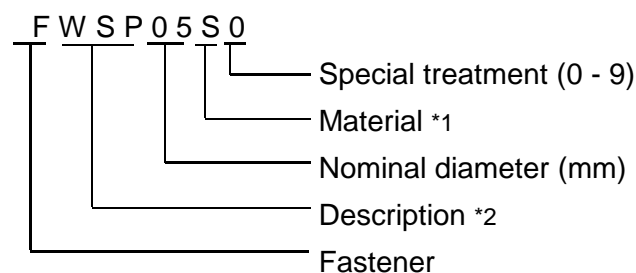 F W S P 0 5 S 0
Special treatment (0 - 9)
Material *1
Nominal diameter (mm)
Description *2
Fastener